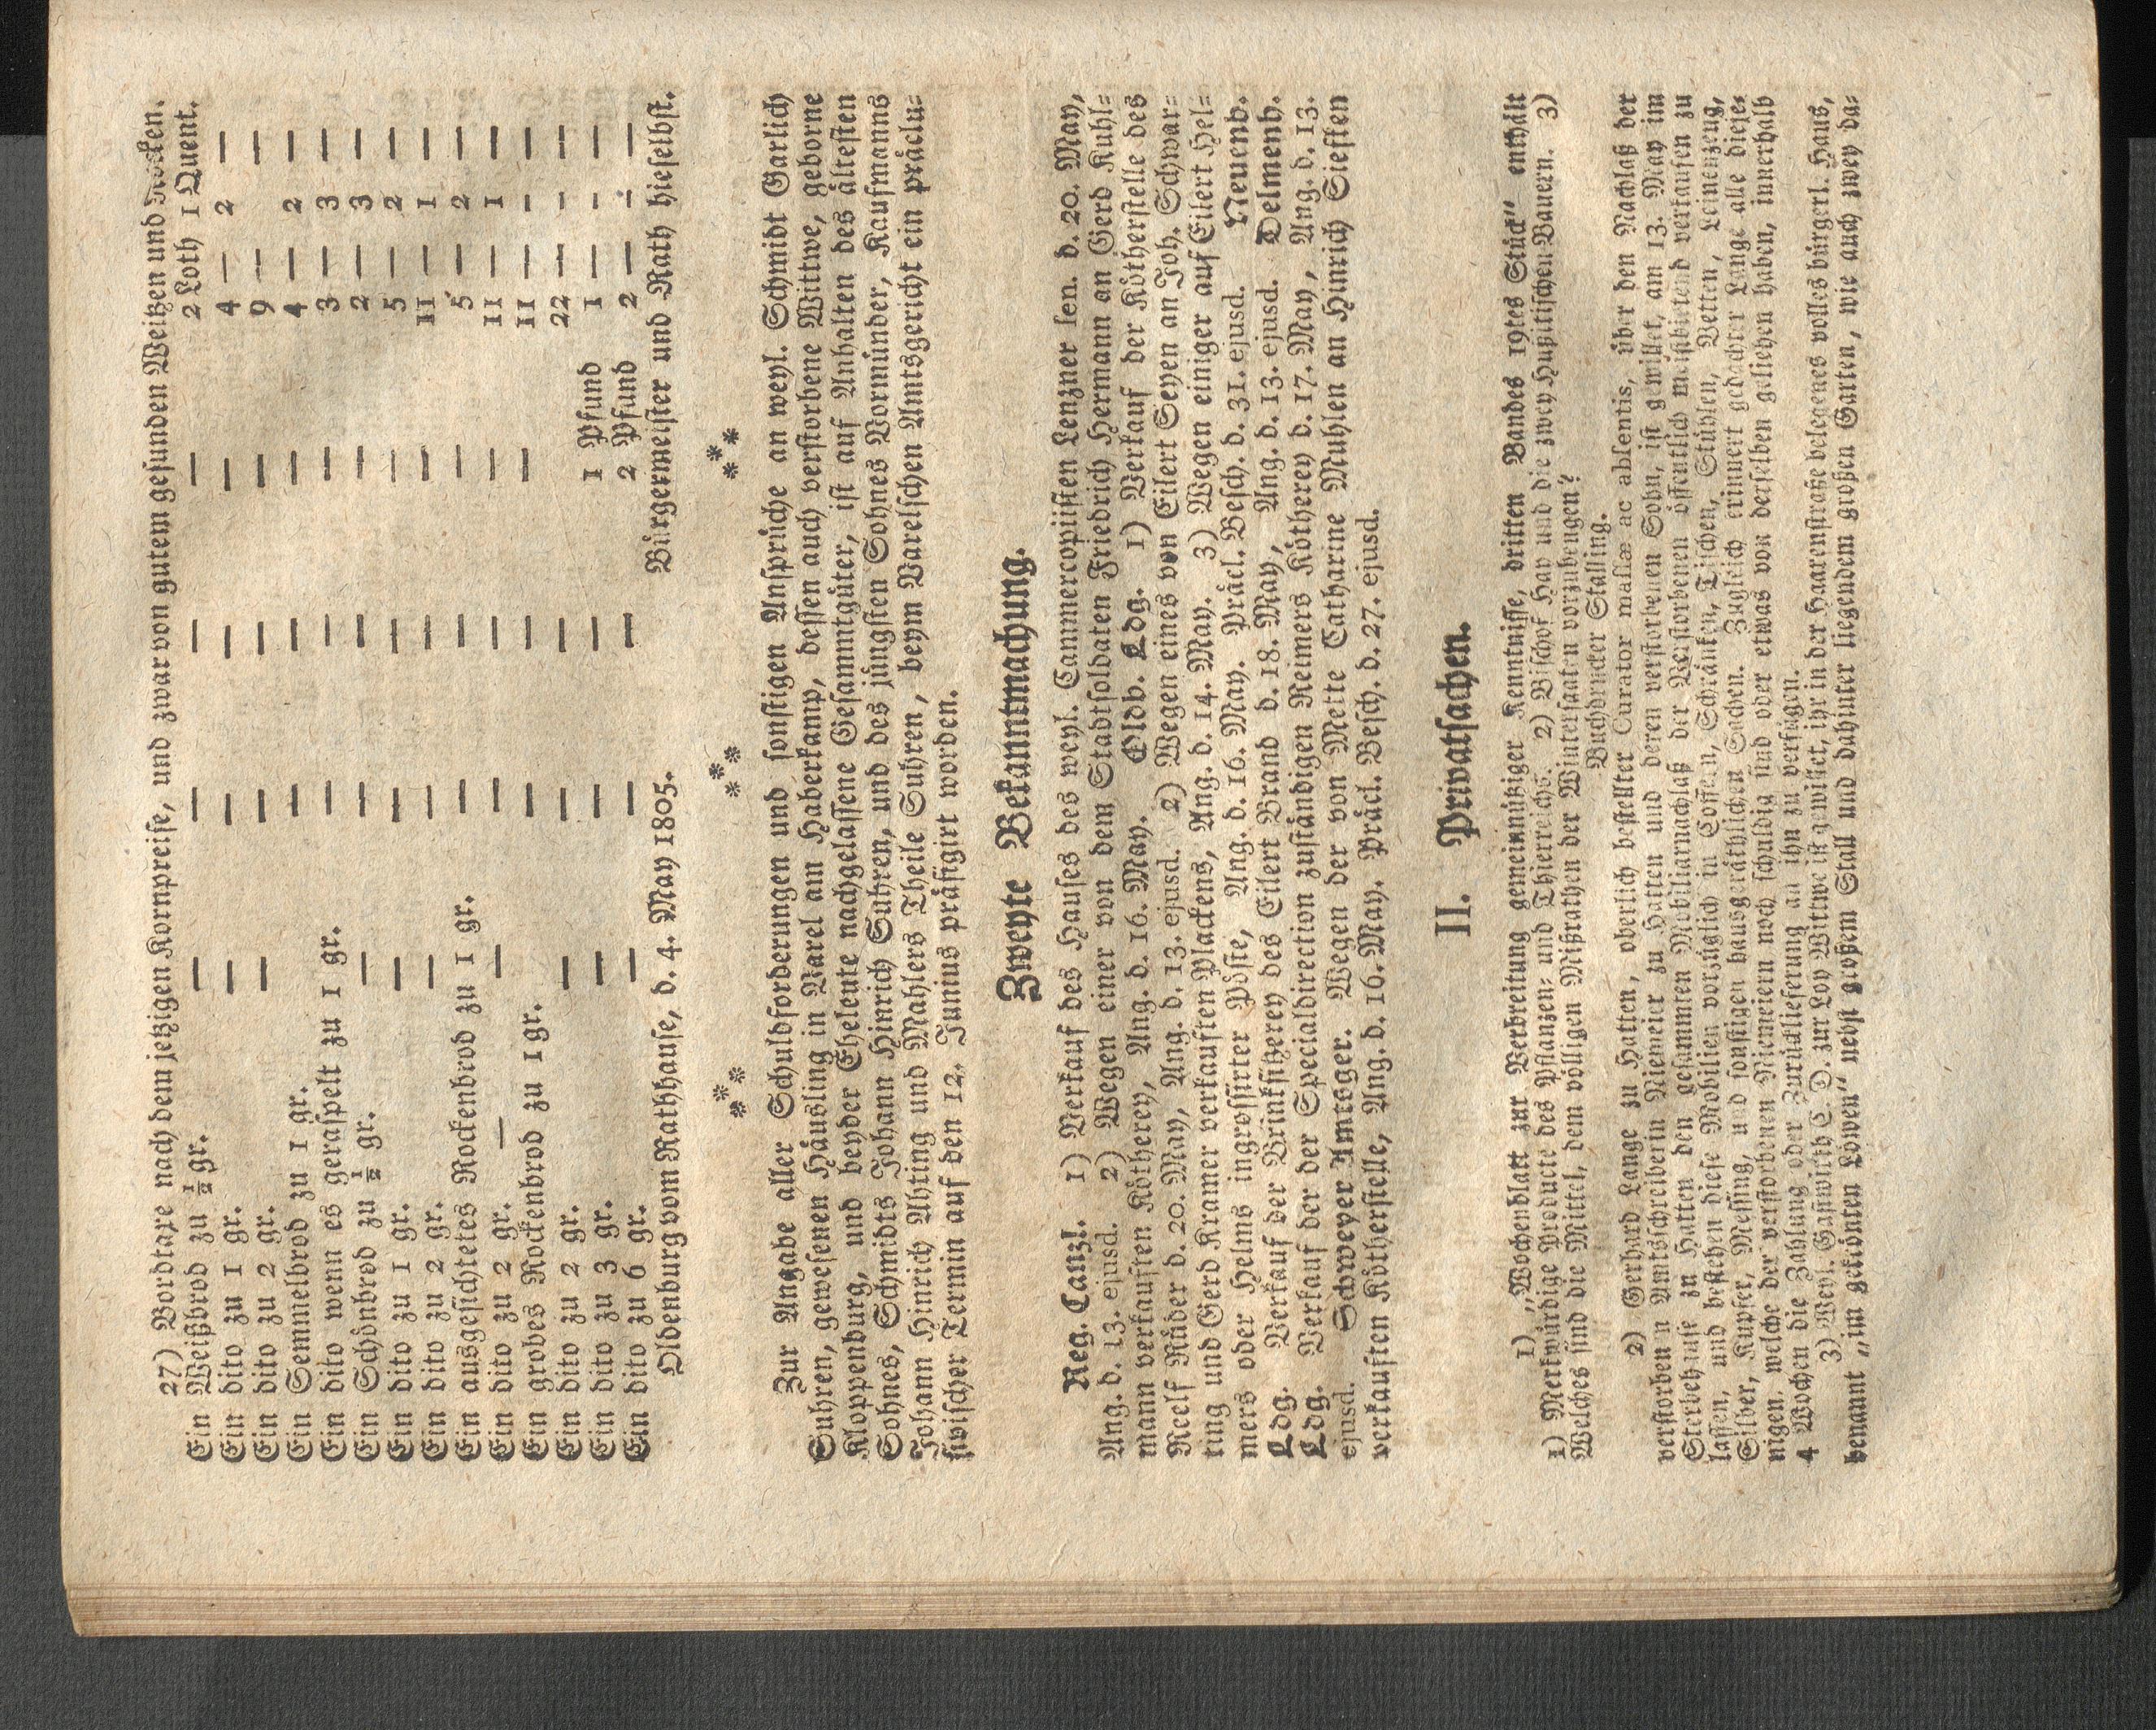 27) Brodtaxe nach dem jetzigen Kornpreise, und zwar von gutem gesunden Weitzen und Rocken.
Ein Weißbrod zu ½ gr. — — — — 2 Loth 1 Quent.
Ein dito zu 1 gr. — — — — 4 — 2 —
Ein dito zu 2 gr. — — — — 9 — —
Ein Semmelbrod zu 1 gr. — — — 4 — 2 —
Ein dito wenn es geraspelt zu 1 gr. — — — 3 — 3 —
Ein Schönbrod zu ½ gr. — — — — 2 — 3 —
Ein dito zu 1 gr. — — — — 5 — 2 —
Ein dito zu 2 gr. — — — — 11 — 1 —
Ein ausgesichtetes Rockenbrod zu 1 gr. — — — 5 — 2 —
Ein dito zu 2 gr. — — — — — 11 — 1 —
Ein grobes Rockenbrod zu 1 gr. — — — 11 — - —
Ein dito zu 2 gr. — — — 22 — - —
Ein dito zu 3 gr. — — — 1 Pfund 1 — - —
Ein dito zu 6 gr. — — — 2 Pfund 2 — - —
Oldenburg vom Rathhause, d. 4. May 1805. Bürgermeister und Rath hieselbst.
*** *** ***
Zur Angabe aller Schuldforderungen und sonstigen Ansprüche an weyl. Schmidt Garlich
Suhren, gewesenen Häusling in Varel am Haberkamp, dessen auch verstorbene Wittwe, geborne
Kloppenburg, und beyder Eheleute nachgelassene Gesammtgüter, ist auf Anhalten des ältesten
Sohnes, Schmidts Johann Hinrich Suhren, und des jüngsten Sohnes Vormünder, Kaufmanns
Johann Hinrich Ahting und Mahlers Theile Suhren, beym Varelschen Amtsgericht ein präclu-
sivischer Termin auf den 12. Junius präfigirt worden.
Zweyte Bekanntmachung.
Reg. Canzl. 1) Verkauf des Hauses des weyl. Cammercopiisten Lenzner sen. d. 20. May,
Ang. d. 13. ejusd. 2) Wegen einer von dem Stadtsoldaten Friedrich Hermann an Gerd Kuhl-
mann verkauften Kötherey, Ang. d. 16. May. Oldb. Ldg. 1) Verkauf der Kötherstelle des
Reelf Rüder d. 20. May, Ang. d. 13. ejusd. 2) Wegen eines von Eilert Seyen an Joh. Schwar-
ting und Gerd Kramer verkauften Plackens, Ang. d. 14. May. 3) Wegen einiger auf Eilert Hel-
mers oder Helms ingrossirter Pöste, Ang. d. 16. May. Präcl. Besch. d. 31. ejusd. Neuenb.
Ldg. Verkauf der Brinksitzerey des Eilert Brand d. 18. May, Ang. d. 13. ejusd. Delmenh.
Ldg. Verkauf der der Specialdirection zuständigen Reimers Kötherey d. 17. May, Ang. d. 13.
ejusd. Schweyer Amtsger. Wegen der von Mette Catharine Muhlen an Hinrich Siefken
verkauften Kötherstelle, Ang. d. 16. May. Präcl. Besch. d. 27. ejusd.
II. Privatsachen.
1) „Wochenblatt zur Verbreitung gemeinnütziger Kenntnisse, dritten Bandes 19tes Stück“ enthält
1) Merkwürdige Producte des Pflanzen- und Thierreichs. 2) Bischof Hay und die zwey Hußitischen Bauern. 3)
Welches sind die Mittel, dem völligen Mißrathen der Wintersaaten vorzubeugen?
Buchdrucker Stalling.
2) Gerhard Lange zu Hatten, oberlich bestellter Curator massæ ac absentis, über den Nachlaß der
verstorbenen Amtsschreiberin Niemeier zu Hatten und deren verstorbenen Sohn, ist gewillet, am 13. May im
Sterbehause zu Hatten den gesammten Mobiliarnachlaß der Verstorbenen öffentlich meistbietend verkaufen zu
lassen, und bestehen diese Mobilien vorzüglich in Coffern, Schränken, Tischen, Stühlen, Betten, Leinenzeug,
Silber, Kupfer, Messing, und sonstigen hausgeräthlichen Sachen. Zugleich erinnert gedachter Lange alle dieje-
nigen, welche der verstorbenen Niemeiern noch schuldig sind oder etwas von derselben geliehen haben, innerhalb
4 Wochen die Zahlung oder Zurücklieferung an ihn zu verfügen.
3) Weyl. Gastwirth C. D. zur Loy Wittwe ist gewillet, ihr in der Haarenstraße belegenes volles bürgerl. Haus,
benannt „im gekrönten Löwen“ nebst großem Stall und dahinter liegendem großen Garten, wie auch zwey da-